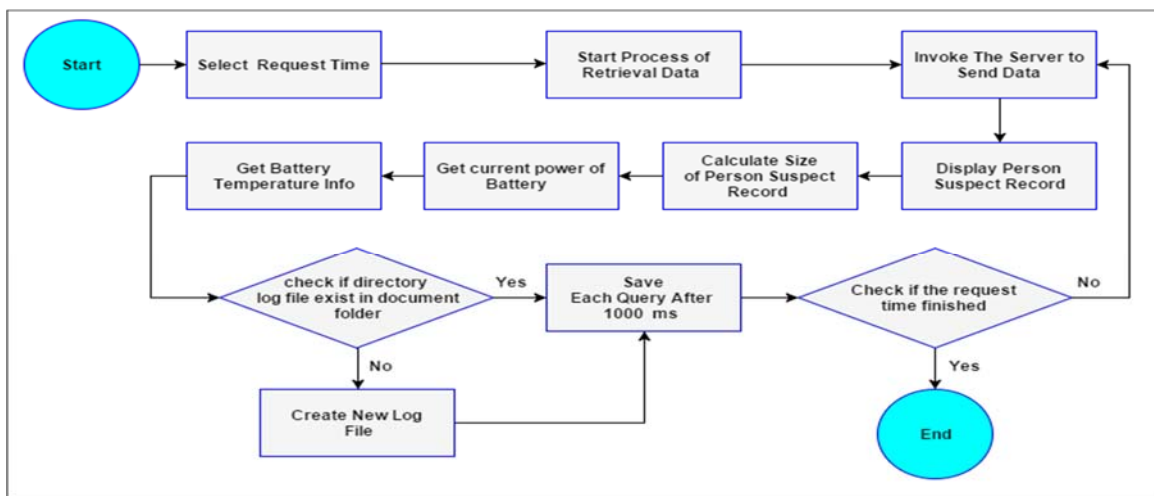 Start
Select Request Time
Start Process of
Retrieval Data
Invoke The Server to
Send Data
Get Battery
Temperature Info
Get current power of
Battery
Calculate Size
of Person Suspect
Record
Display Person
Suspect Record
check if directory
log file exist in document
folder
Yes
Save
Each Query After
1000 ms
Check if the request
time finished
No
No
Yes
Create New Log
File
End